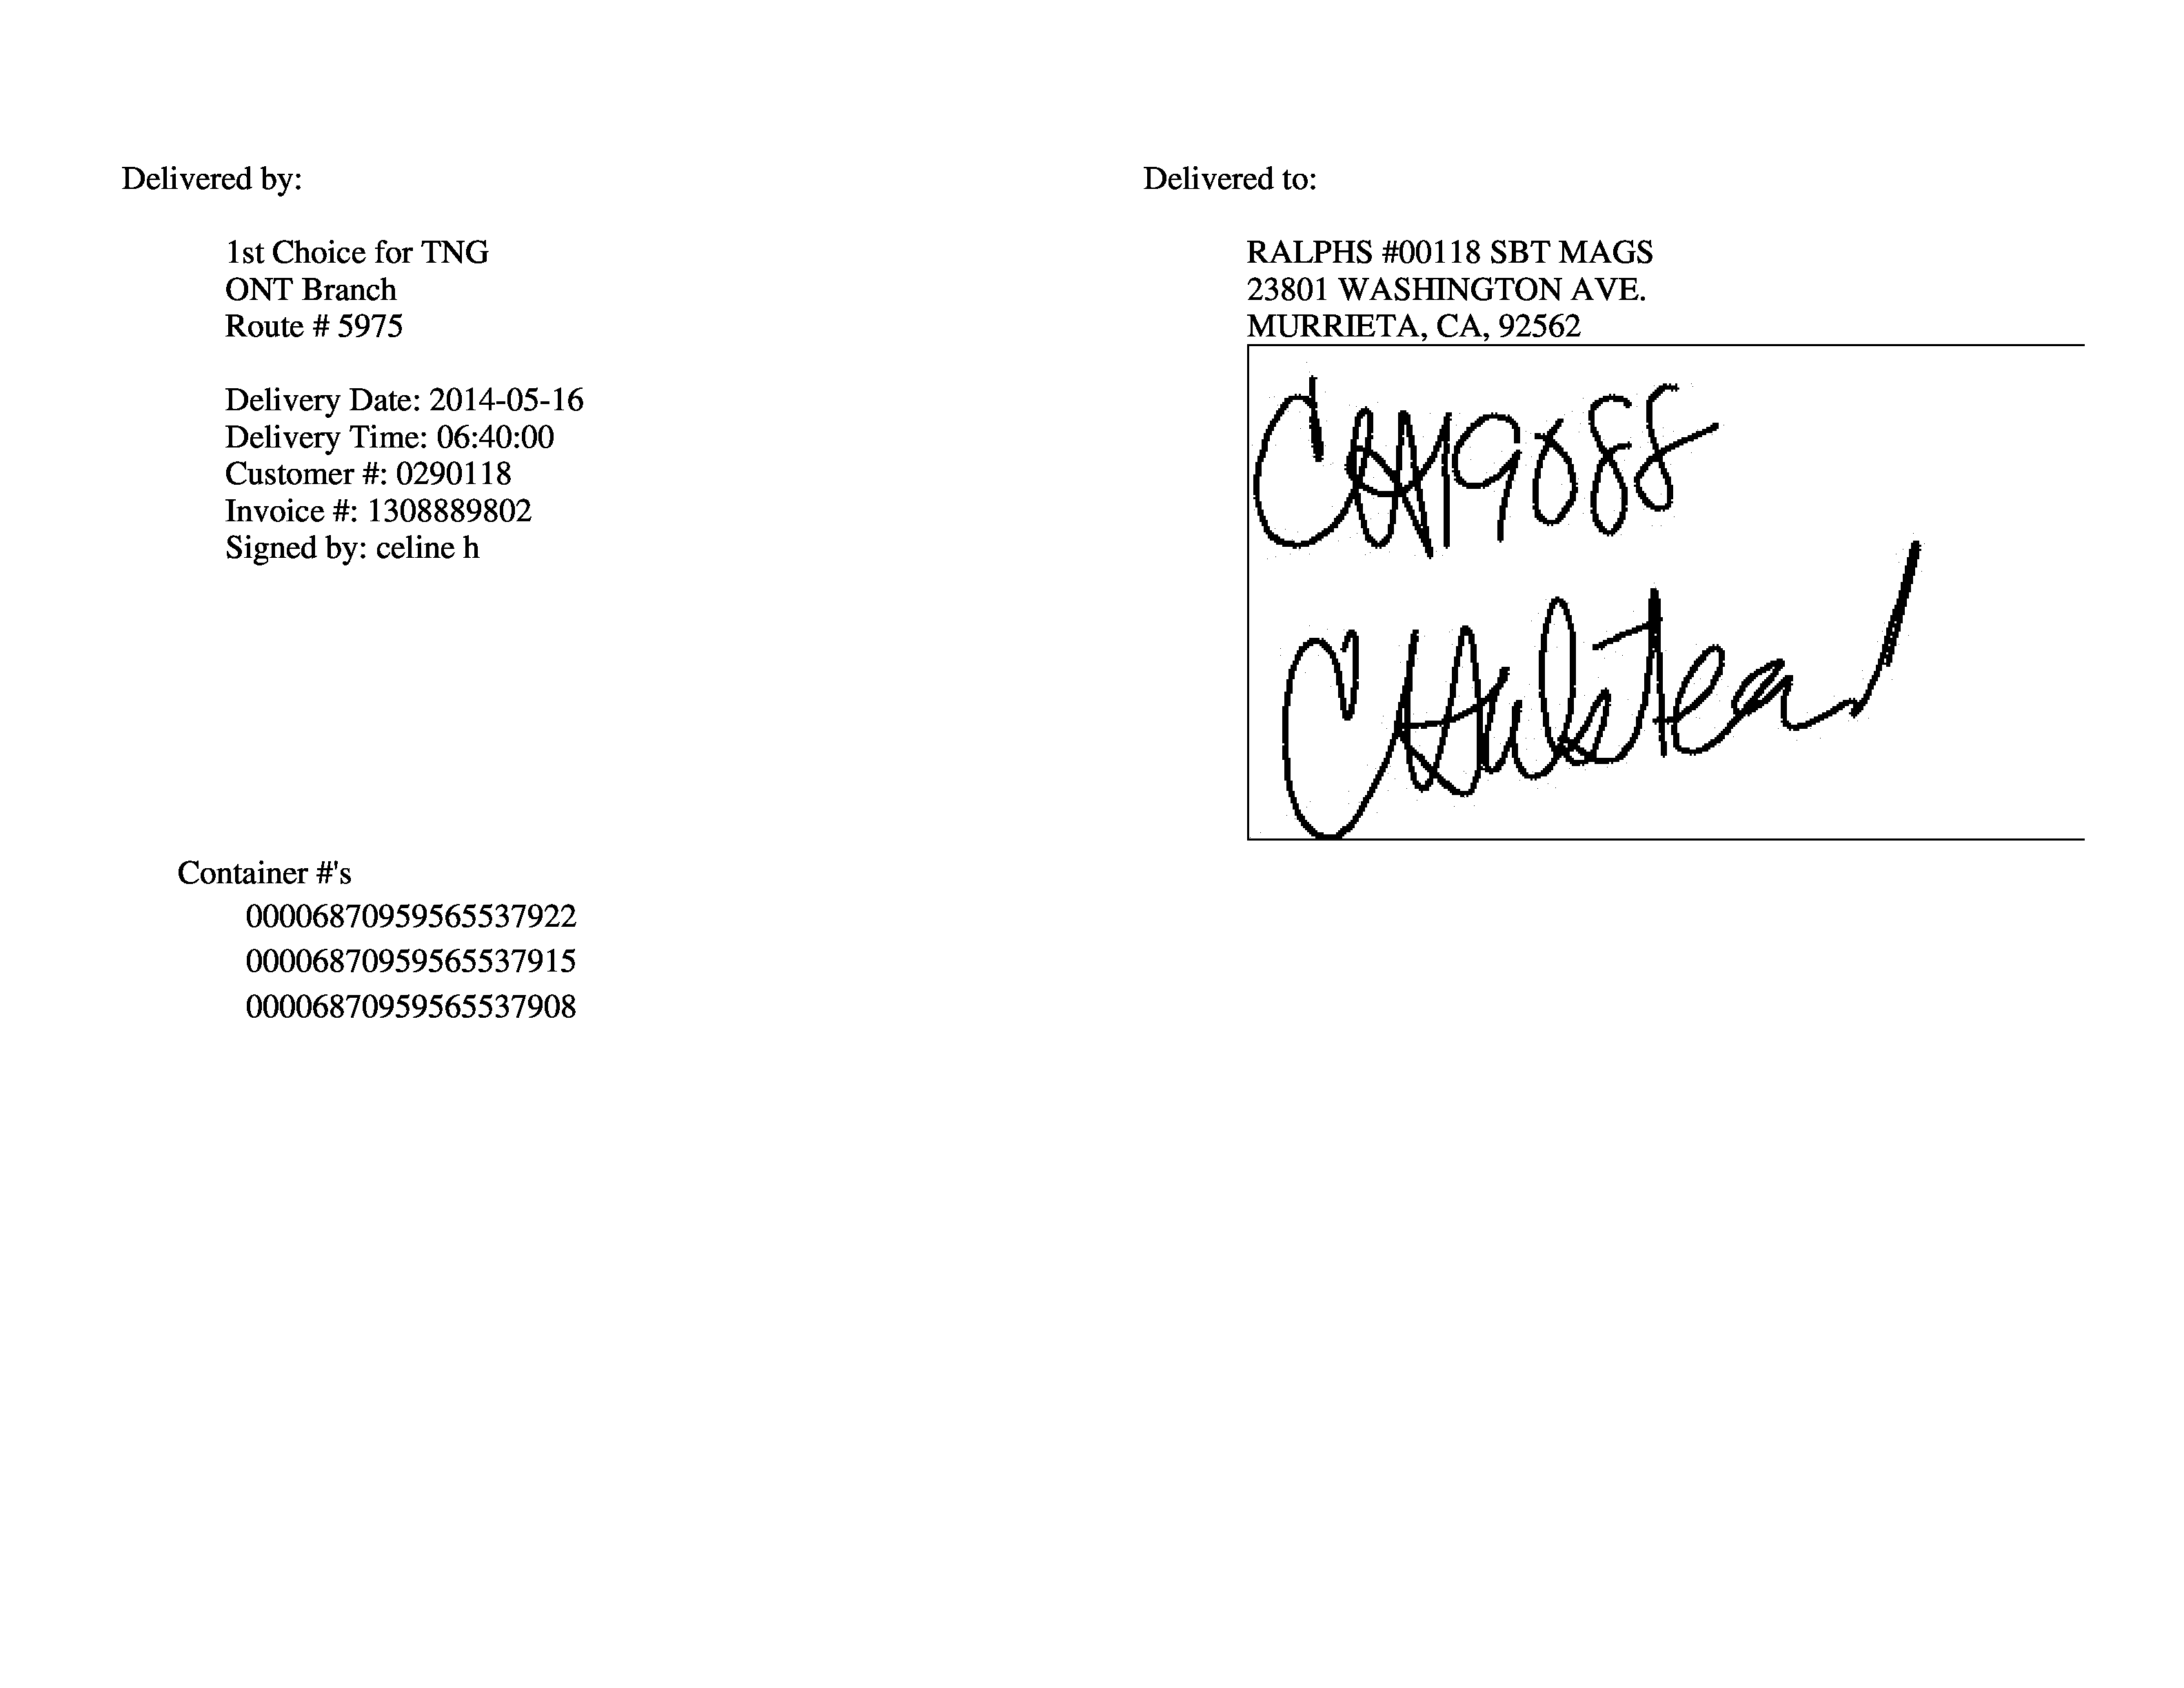 Delivered by:
1st Choice for TNG
ONT Branch
Route # 5975
Delivery Date: 2014-05-16
Delivery Time: 06:40:00
Customer #: 0290118
Invoice #: 1308889802
Signed by: celine h
Delivered to:
RALPHS #00118 SBT MAGS
23801 WASHINGTON AVE.
MURRIETA, CA, 92562
CHalstead
Container #'s
00006870959565537922
00006870959565537915
00006870959565537908